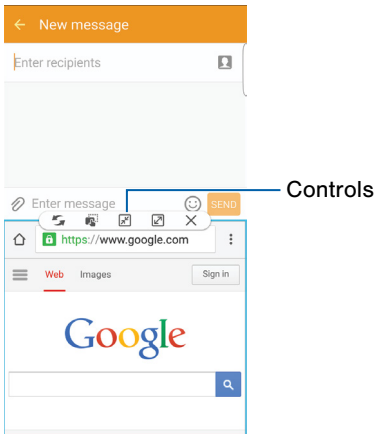 New message
Enter recipients
Enter message
SEND
Controls
https://www.google.com
Web Images Sign in
Google